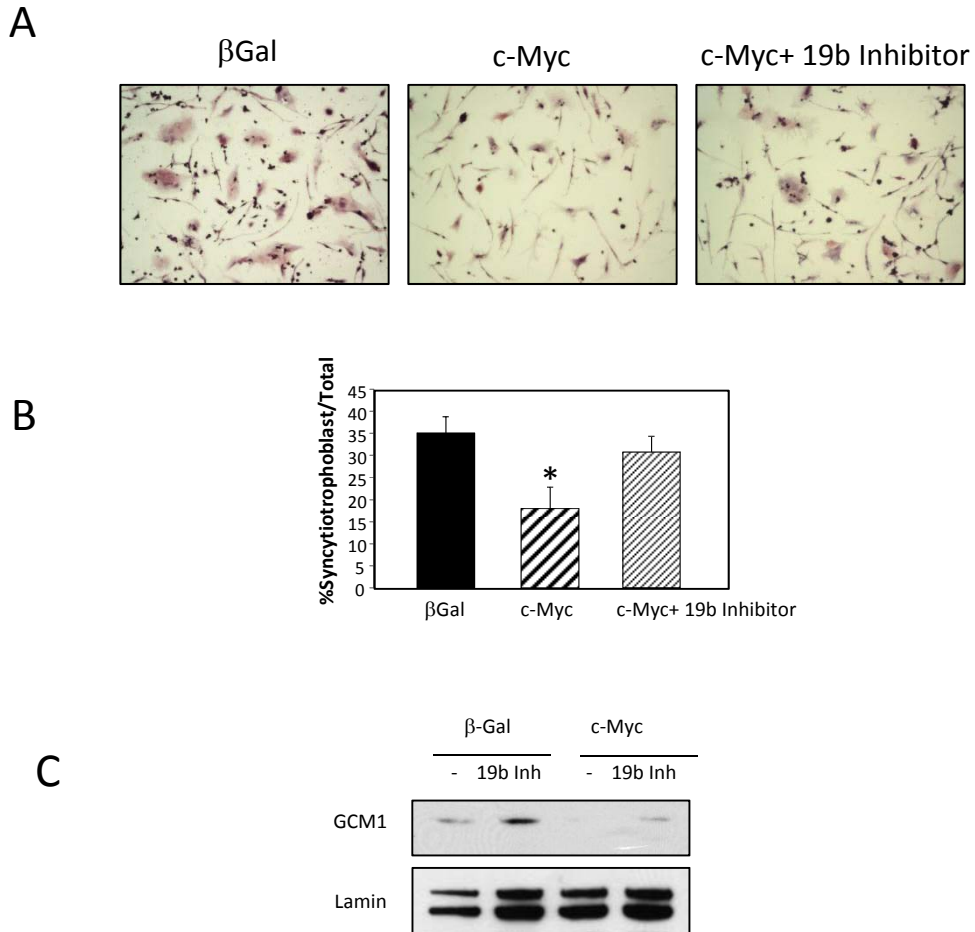 A
βGal
c-Myc
c-Myc+ 19b Inhibitor
B
%Syncytiotrophoblast/Total
45
40
35
30
25
20
15
10
5
0
*
βGal
c-Myc
c-Myc+ 19b Inhibitor
C
β-Gal
c-Myc
- 19b Inh
- 19b Inh
GCM1
Lamin